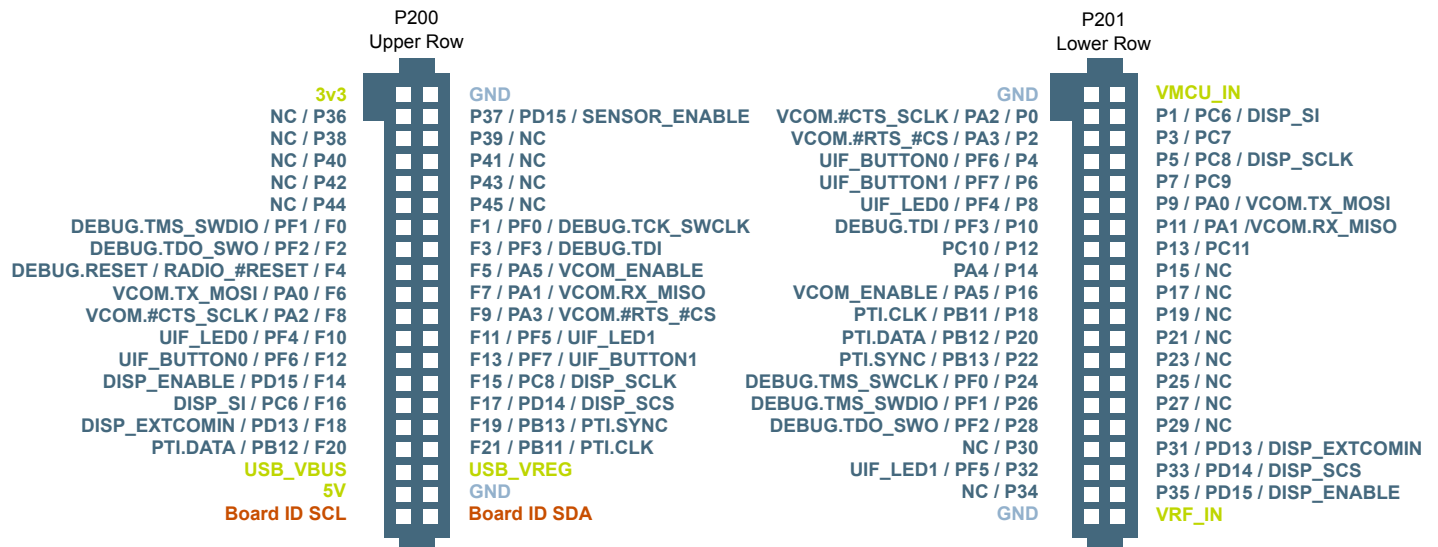 P200
Upper Row
3v3
NC / P36
NC / P38
NC / P40
NC / P42
NC / P44
DEBUG.TMS_SWDIO / PF1 / F0
DEBUG.TDO_SWO / PF2 / F2
DEBUG.RESET / RADIO_#RESET / F4
VCOM.TX_MOSI / PA0 / F6
VCOM.#CTS_SCLK / PA2 / F8
UIF_LED0 / PF4 / F10
UIF_BUTTON0 / PF6 / F12
DISP_ENABLE / PD15 / F14
DISP_SI / PC6 / F16
DISP_EXTCOMIN / PD13 / F18
PTI.DATA / PB12 / F20
USB_VBUS
5V
Board ID SCL
GND
P37 / PD15 / SENSOR_ENABLE
P39 / NC
P41 / NC
P43 / NC
P45 / NC
F1 / PF0 / DEBUG.TCK_SWCLK
F3 / PF3 / DEBUG.TDI
F5 / PA5 / VCOM_ENABLE
F7 / PA1 / VCOM.RX_MISO
F9 / PA3 / VCOM.#RTS_#CS
F11 / PF5 / UIF_LED1
F13 / PF7 / UIF_BUTTON1
F15 / PC8 / DISP_SCLK
F17 / PD14 / DISP_SCS
F19 / PB13 / PTI.SYNC
F21 / PB11 / PTI.CLK
USB_VREG
GND
Board ID SDA
P201
Lower Row
GND
VCOM.#CTS_SCLK / PA2 / P0
VCOM.#RTS_#CS / PA3 / P2
UIF_BUTTON0 / PF6 / P4
UIF_BUTTON1 / PF7 / P6
UIF_LED0 / PF4 / P8
DEBUG.TDI / PF3 / P10
PC10 / P12
PA4 / P14
VCOM_ENABLE / PA5 / P16
PTI.CLK / PB11 / P18
PTI.DATA / PB12 / P20
PTI.SYNC / PB13 / P22
DEBUG.TMS_SWCLK / PF0 / P24
DEBUG.TMS_SWDIO / PF1 / P26
DEBUG.TDO_SWO / PF2 / P28
NC / P30
UIF_LED1 / PF5 / P32
NC / P34
GND
VMCU_IN
P1 / PC6 / DISP_SI
P3 / PC7
P5 / PC8 / DISP_SCLK
P7 / PC9
P9 / PA0 / VCOM.TX_MOSI
P11 / PA1 /VCOM.RX_MISO
P13 / PC11
P15 / NC
P17 / NC
P19 / NC
P21 / NC
P23 / NC
P25 / NC
P27 / NC
P29 / NC
P31 / PD13 / DISP_EXTCOMIN
P33 / PD14 / DISP_SCS
P35 / PD15 / DISP_ENABLE
VRF_IN